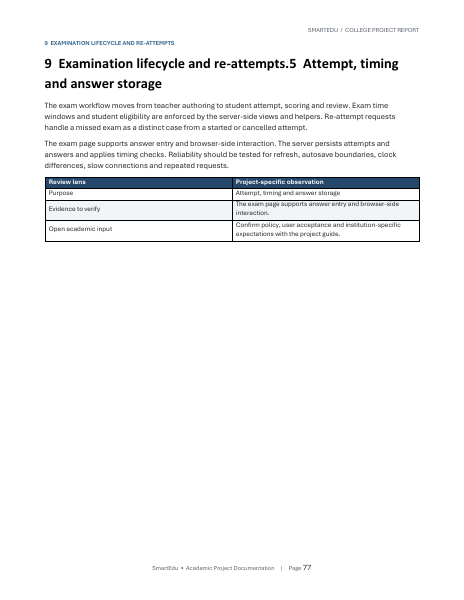 SMARTEDU / COLLEGE PROJECT REPORT
9 EXAMINATION LIFECYCLE AND RE-ATTEMPTS
9 Examination lifecycle and re-attempts.5 Attempt, timing
and answer storage
The exam workflow moves from teacher authoring to student attempt, scoring and review. Exam time
windows and student eligibility are enforced by the server-side views and helpers. Re-attempt requests
handle a missed exam as a distinct case from a started or cancelled attempt.
The exam page supports answer entry and browser-side interaction. The server persists attempts and
answers and applies timing checks. Reliability should be tested for refresh, autosave boundaries, clock
differences, slow connections and repeated requests.
Review lens Project-specific observation
Purpose Attempt, timing and answer storage
Evidence to verify The exam page supports answer entry and browser-side
interaction.
Open academic input Confirm policy, user acceptance and institution-specific
expectations with the project guide.
SmartEdu • Academic Project Documentation | Page 77